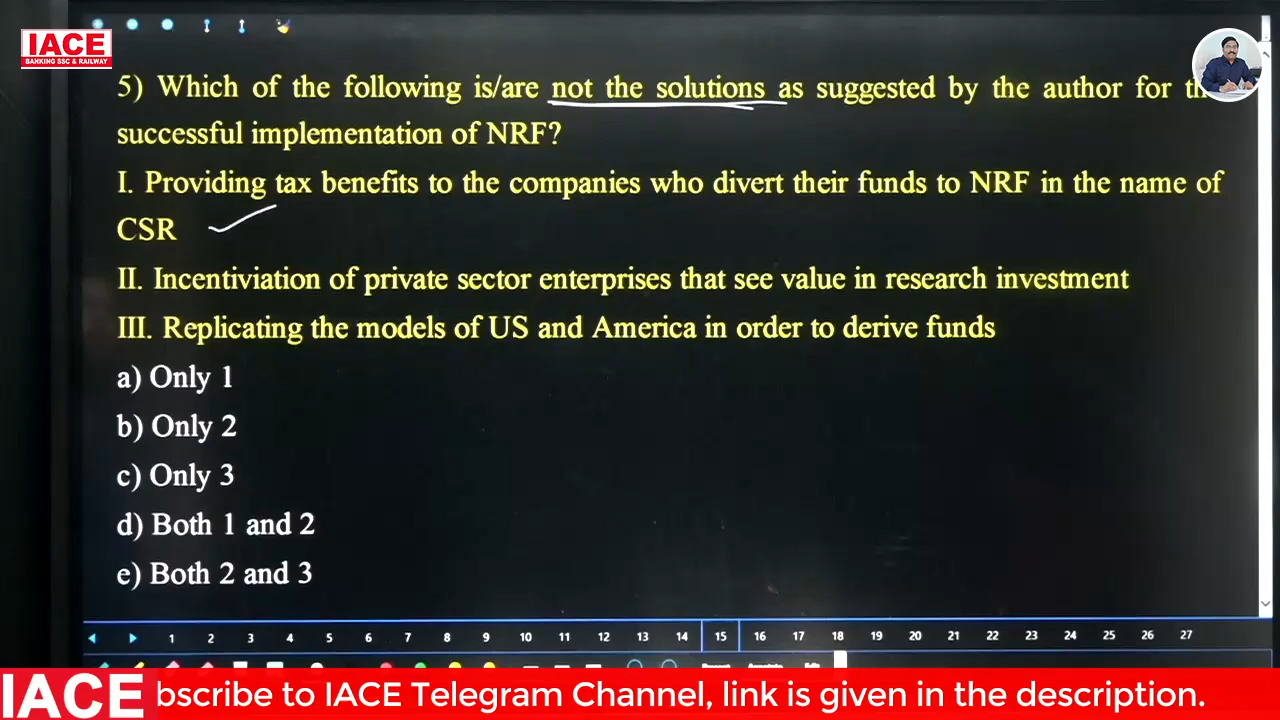 IACE
BANKING SSC & RAILWAY
5) Which of the following is/are not the solutions as suggested by the author for
successful implementation of NRF?
I. Providing tax benefits to the companies who divert their funds to NRF in the name of
CSR
II. Incentiviation of private sector enterprises that see value in research investment
III. Replicating the models of US and America in order to derive funds
a) Only 1
b) Only 2
c) Only 3
d) Both 1 and 2
e) Both 2 and 3
1 2 3 4 5 6 7 8 9 10 11 12 13 14 15 16 17 18 19 20 21 22 23 24 25 26 27
IACE bscribe to IACE Telegram Channel, link is given in the description.